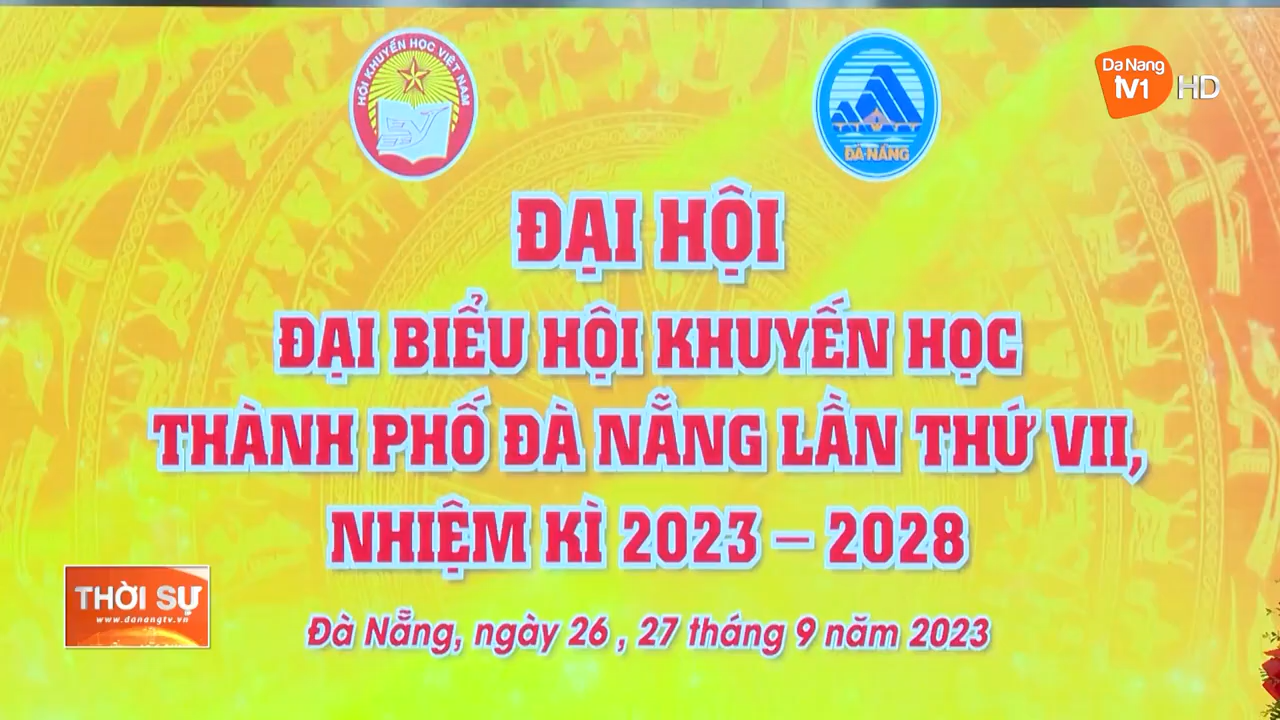 HỘI KHUYẾN HỌC VIỆT NAM
ĐÀ NẴNG
Da Nang
tv1 HD
ĐẠI HỘI
ĐẠI BIỂU HỘI KHUYẾN HỌC
THÀNH PHỐ ĐÀ NẴNG LẦN THỨ VII,
NHIỆM KÌ 2023 – 2028
Đà Nẵng, ngày 26 , 27 tháng 9 năm 2023
THỜI SỰ
www.danangtv.vn